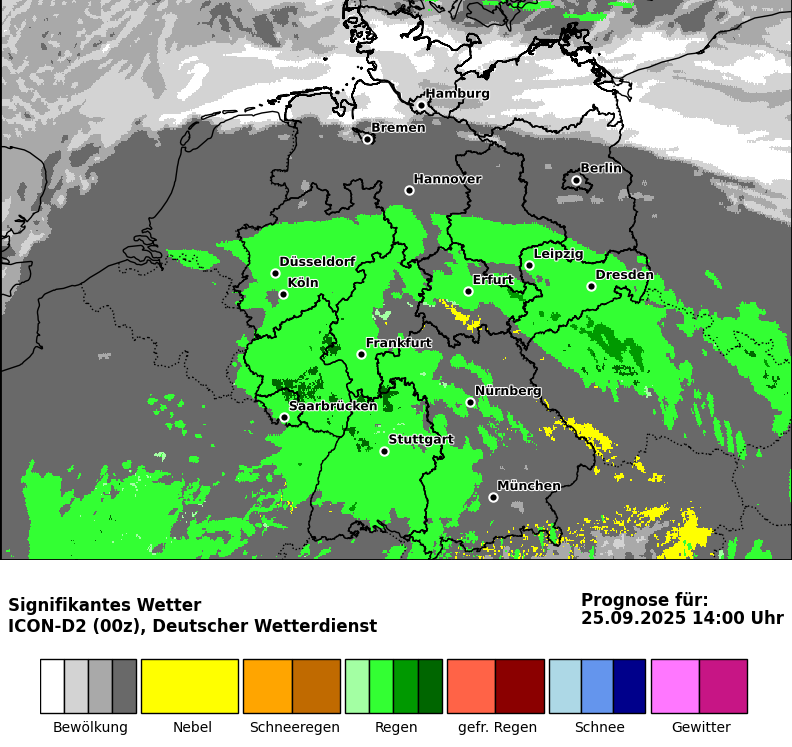 Hamburg
Bremen
Berlin
Hannover
Leipzig
Düsseldorf
Dresden
Köln
Erfurt
Frankfurt
Nürnberg
Saarbrücken
Stuttgart
München
Signifikantes Wetter
ICON-D2 (00z), Deutscher Wetterdienst
Prognose für:
25.09.2025 14:00 Uhr
Bewölkung
Nebel
Schneeregen
Regen
gefr. Regen
Schnee
Gewitter